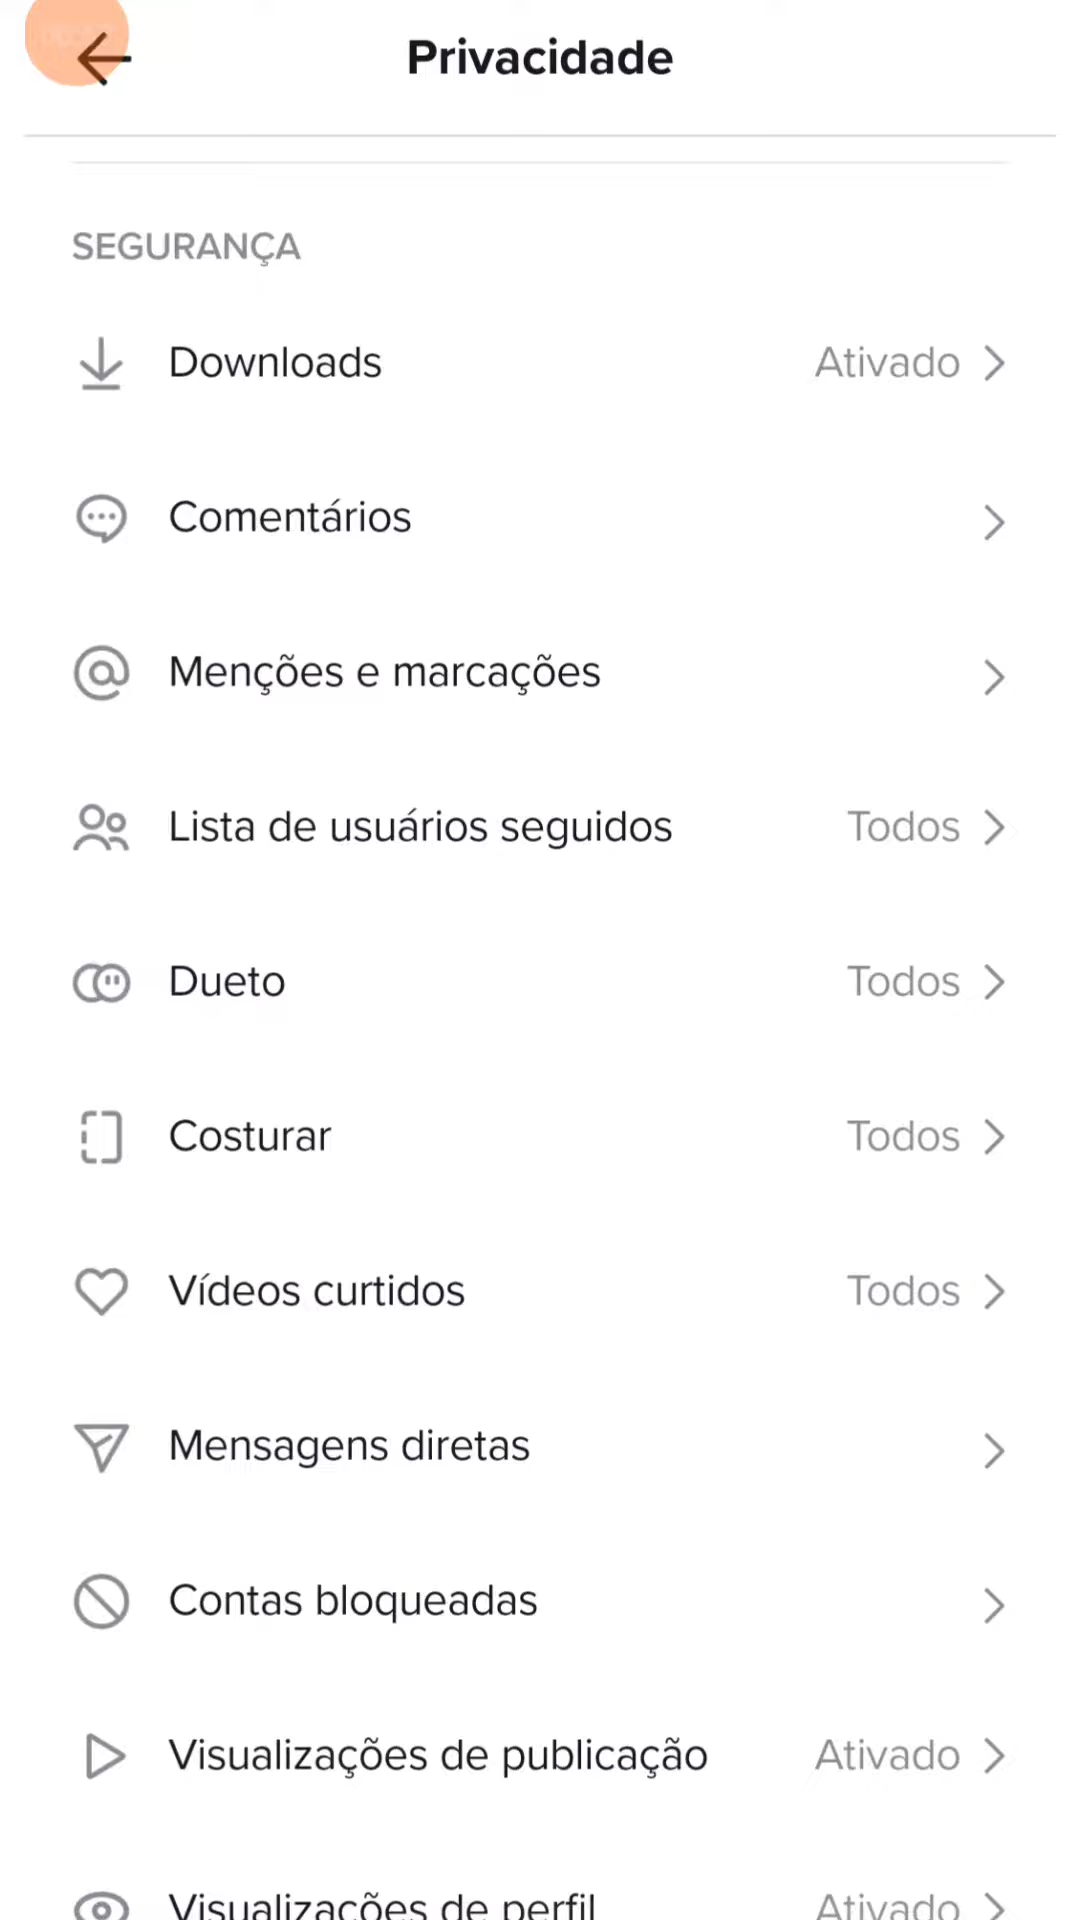 Privacidade
SEGURANÇA
Downloads Ativado
Comentários
Menções e marcações
Lista de usuários seguidos Todos
Dueto Todos
Costurar Todos
Vídeos curtidos Todos
Mensagens diretas
Contas bloqueadas
Visualizações de publicação Ativado
Visualizações de perfil Ativado